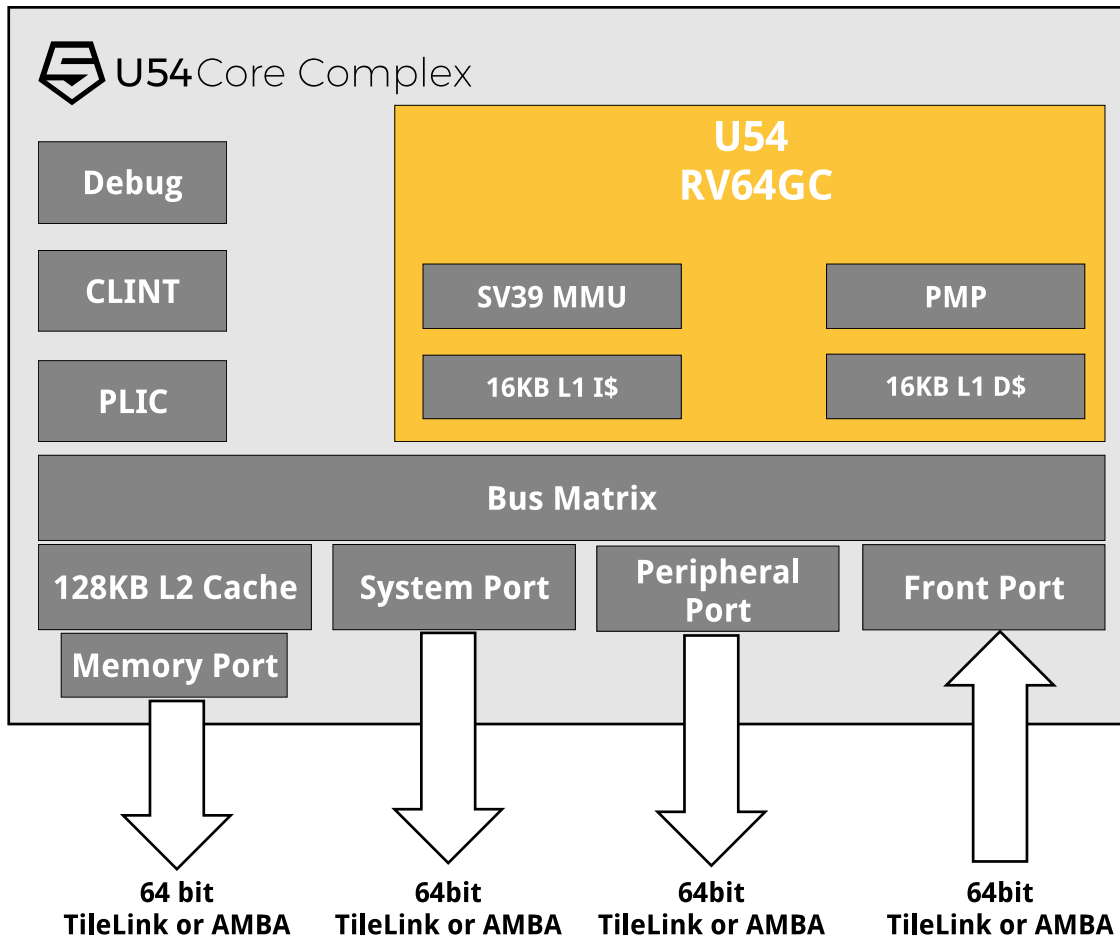 U54 Core Complex
U54
RV64GC
Debug
CLINT
PLIC
SV39 MMU
PMP
16KB L1 I$
16KB L1 D$
Bus Matrix
128KB L2 Cache
System Port
Peripheral
Port
Front Port
Memory Port
64 bit
TileLink or AMBA
64bit
TileLink or AMBA
64bit
TileLink or AMBA
64bit
TileLink or AMBA